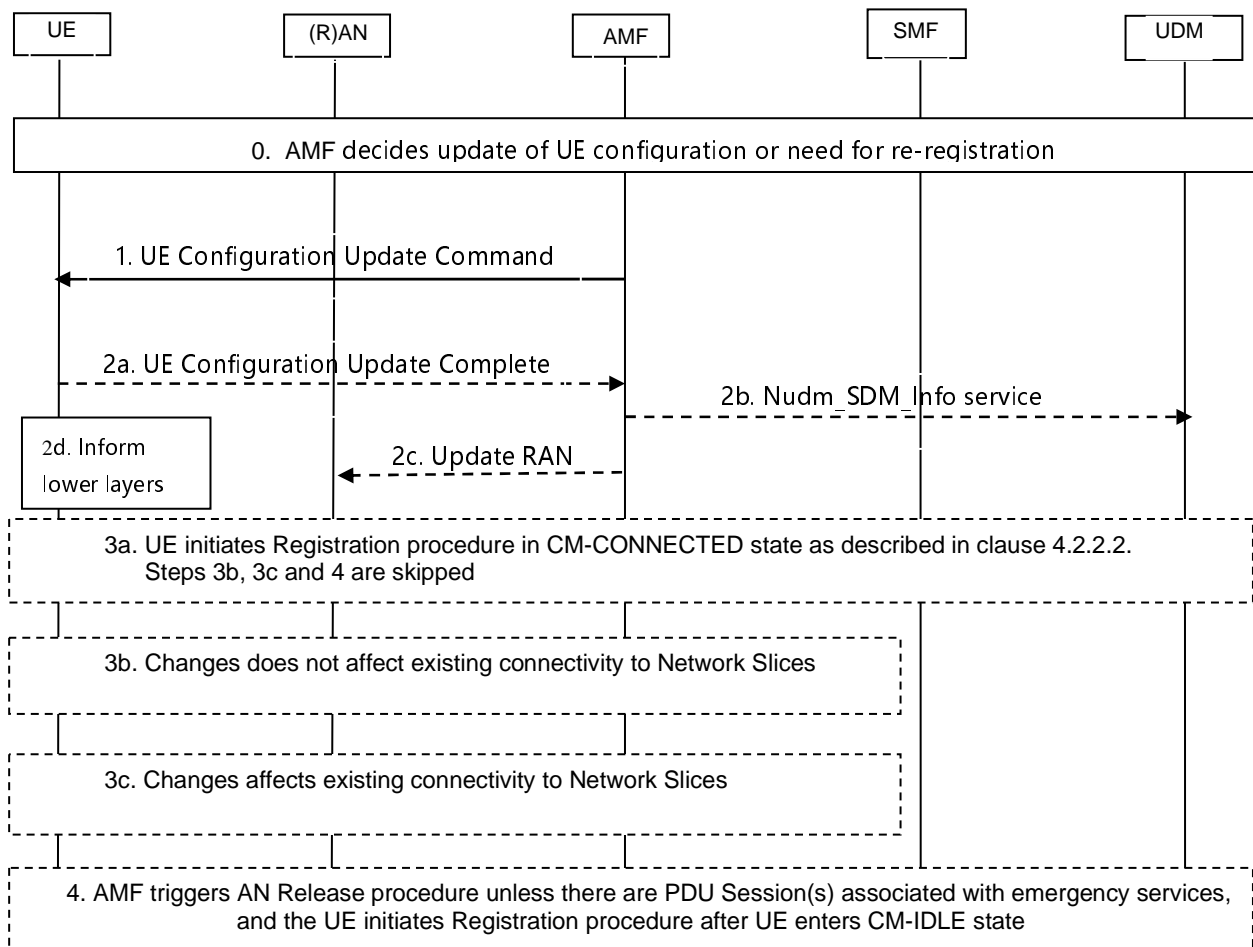 UE
(R)AN
AMF
SMF
UDM
0. AMF decides update of UE configuration or need for re-registration
1. UE Configuration Update Command
2a. UE Configuration Update Complete
2b. Nudm_SDM_Info service
2c. Update RAN
2d. Inform
lower layers
3a. UE initiates Registration procedure in CM-CONNECTED state as described in clause 4.2.2.2.
Steps 3b, 3c and 4 are skipped
3b. Changes does not affect existing connectivity to Network Slices
3c. Changes affects existing connectivity to Network Slices
4. AMF triggers AN Release procedure unless there are PDU Session(s) associated with emergency services,
and the UE initiates Registration procedure after UE enters CM-IDLE state